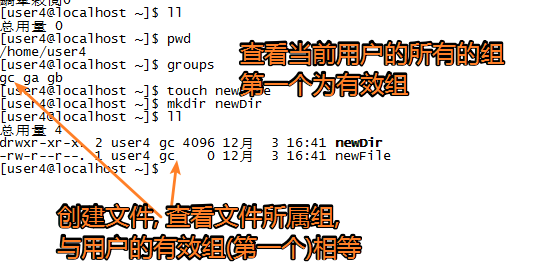 [user4@localhost ~]$ ll
总用量 0
[user4@localhost ~]$ pwd
/home/user4
[user4@localhost ~]$ groups
gc ga gb
[user4@localhost ~]$ touch newFile
[user4@localhost ~]$ mkdir newDir
[user4@localhost ~]$ ll
总用量 4
drwxr-xr-x. 2 user4 gc 4096 12月  3 16:41 newDir
-rw-r--r--. 1 user4 gc    0 12月  3 16:41 newFile
[user4@localhost ~]$
查看当前用户的所有的组
第一个为有效组
创建文件, 查看文件所属组,
与用户的有效组(第一个)相等